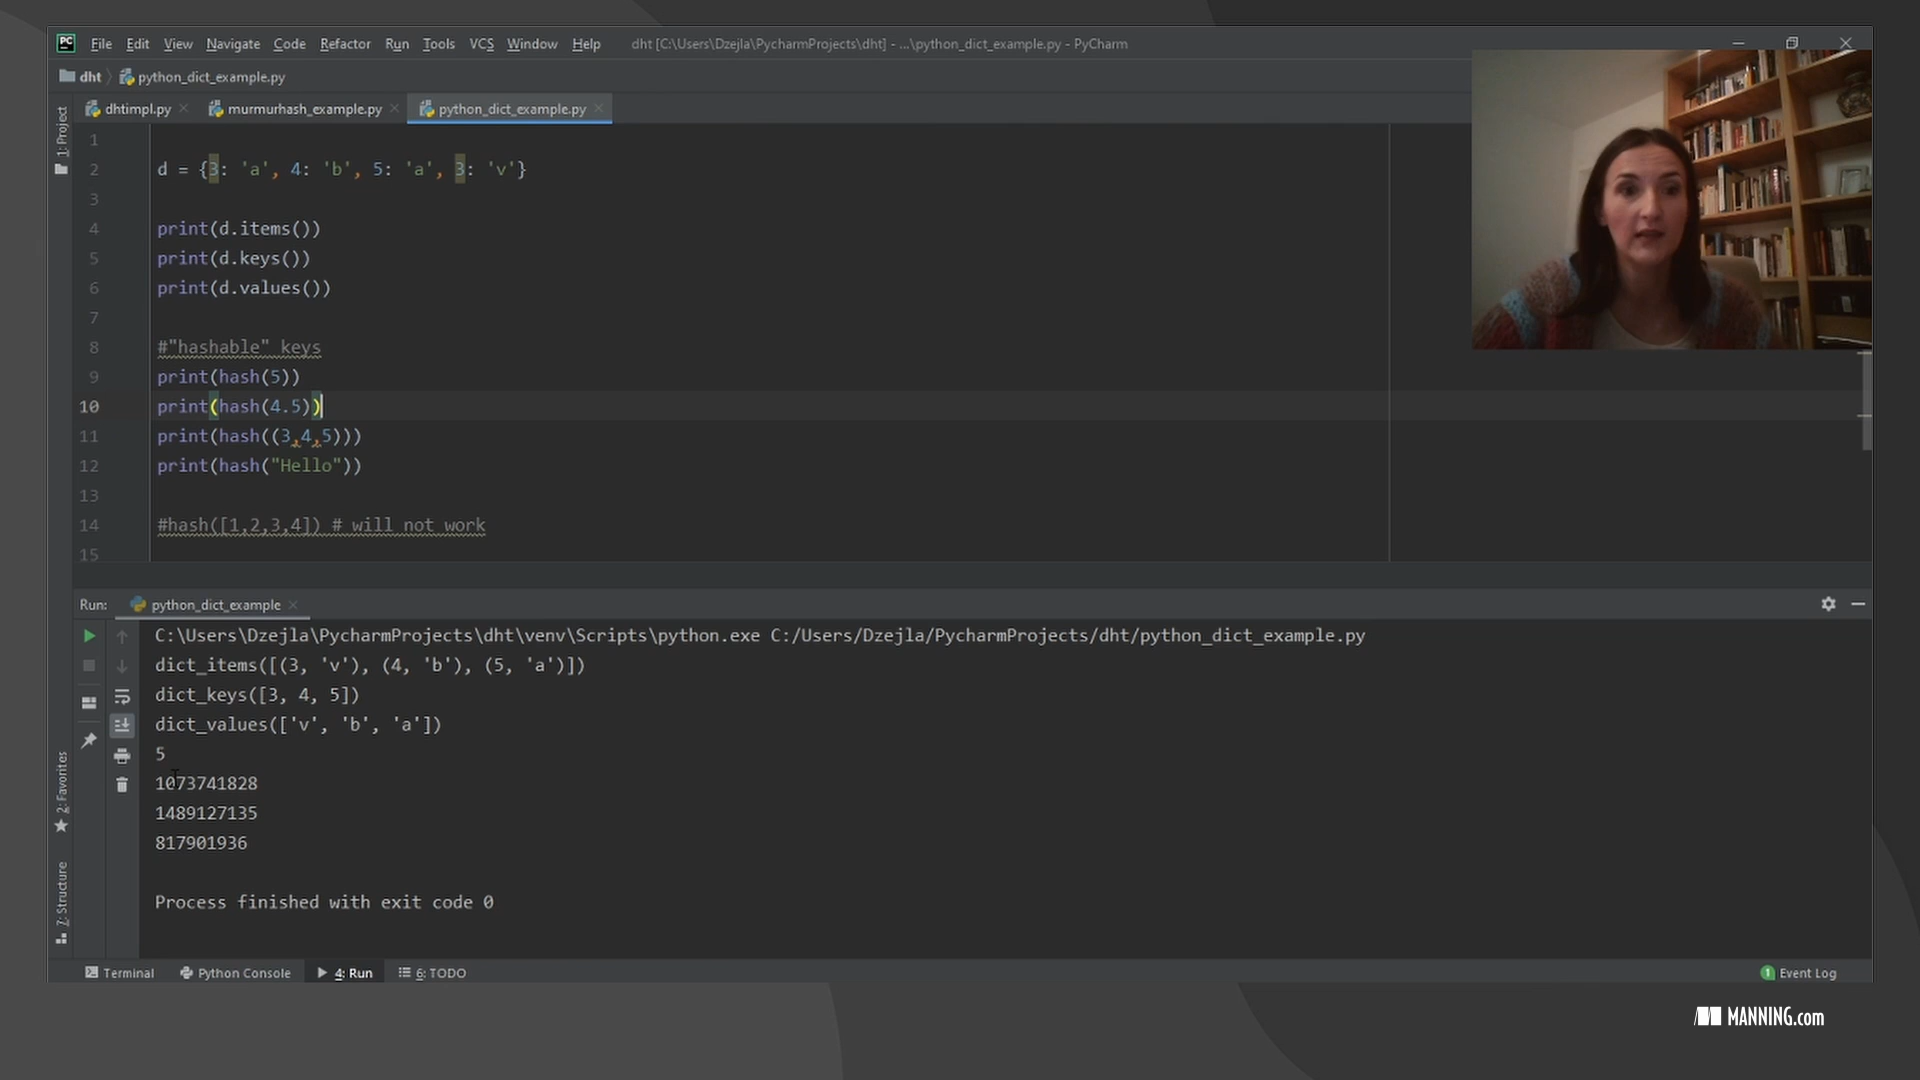 PC File Edit View Navigate Code Refactor Run Tools VCS Window Help dht [C:\Users\Dzejla\PycharmProjects\dht] - ...\python_dict_example.py - PyCharm
dht python_dict_example.py
dhtimpl.py murmurhash_example.py python_dict_example.py
1: Project
1
2 d = {3: 'a', 4: 'b', 5: 'a', 3: 'v'}
3
4 print(d.items())
5 print(d.keys())
6 print(d.values())
7
8 #"hashable" keys
9 print(hash(5))
10 print(hash(4.5))
11 print(hash((3,4,5)))
12 print(hash("Hello"))
13
14 #hash([1,2,3,4]) # will not work
15
Run: python_dict_example
C:\Users\Dzejla\PycharmProjects\dht\venv\Scripts\python.exe C:/Users/Dzejla/PycharmProjects/dht/python_dict_example.py
dict_items([(3, 'v'), (4, 'b'), (5, 'a')])
dict_keys([3, 4, 5])
dict_values(['v', 'b', 'a'])
5
1073741828
1489127135
817901936
Process finished with exit code 0
2: Favorites
7: Structure
Terminal Python Console 4: Run 6: TODO 1 Event Log
MANNING.com